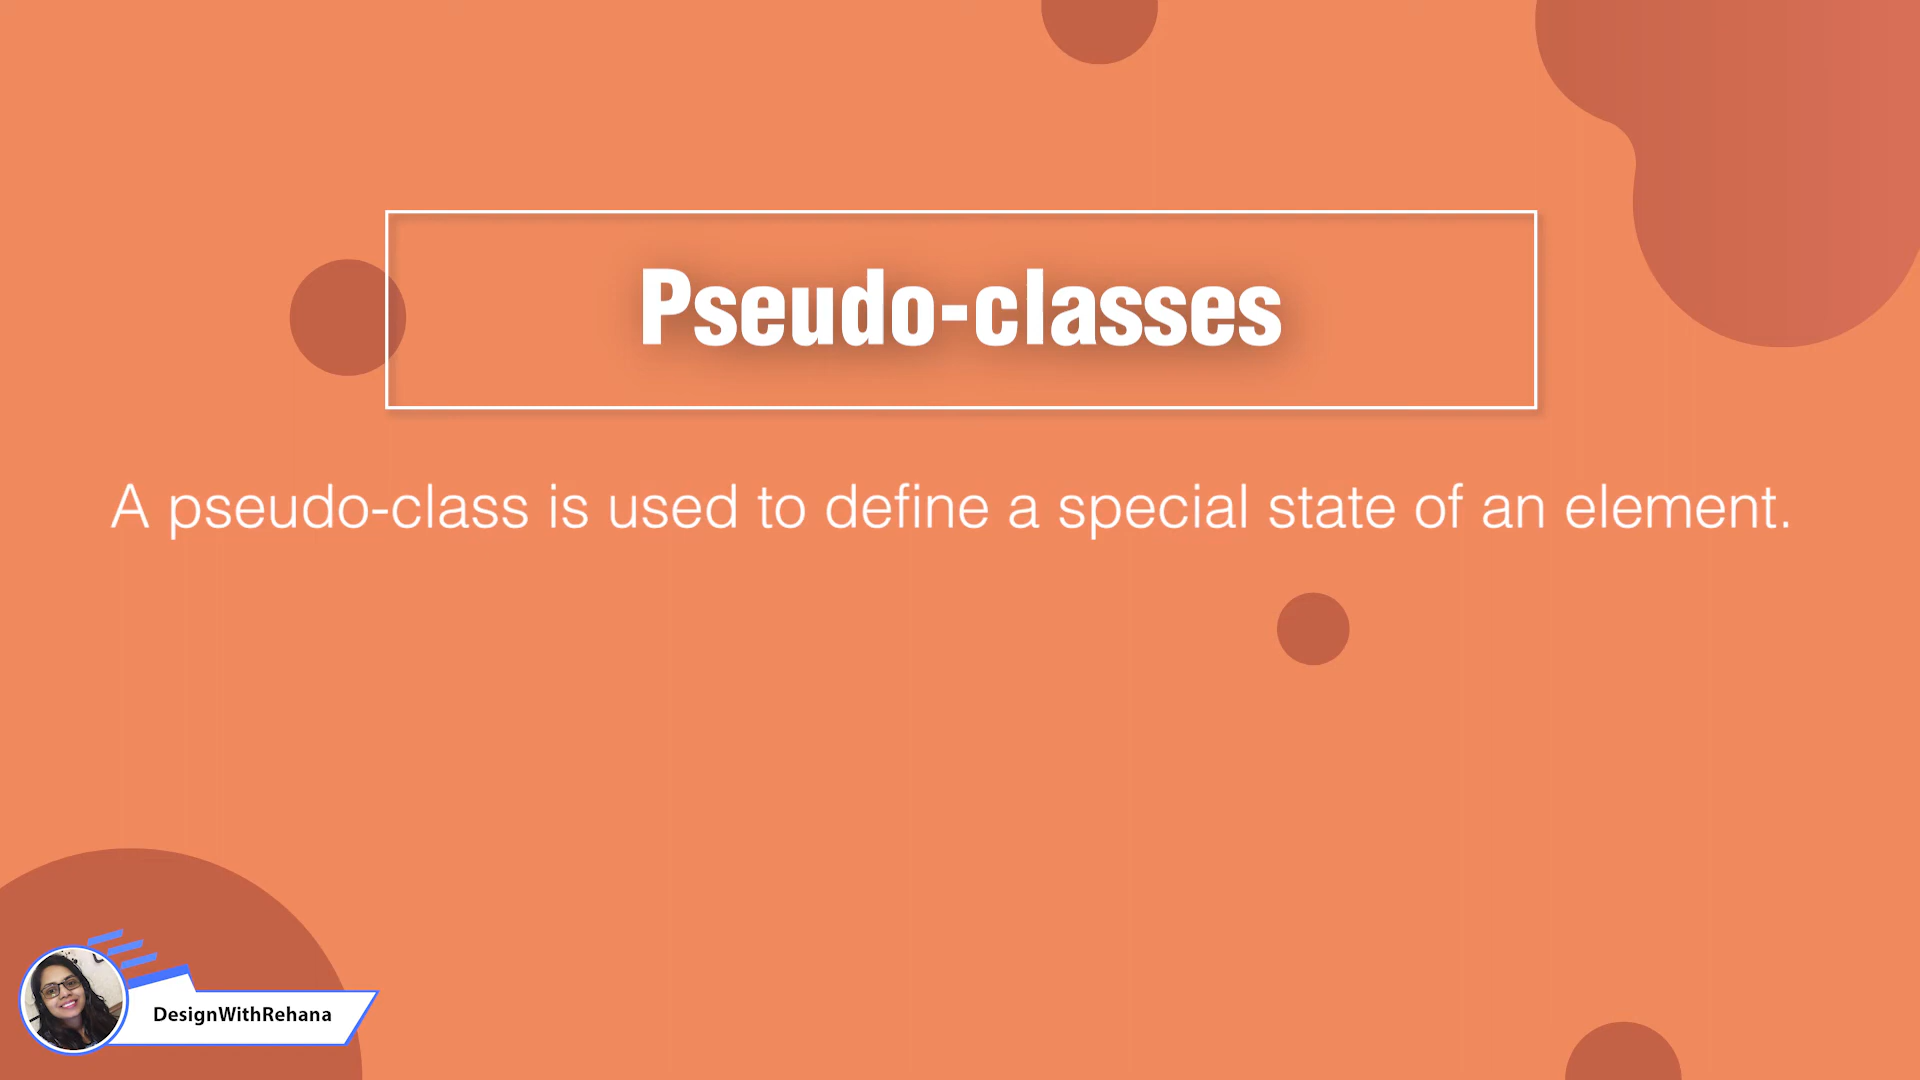 Pseudo-classes
A pseudo-class is used to define a special state of an element.
DesignWithRehana